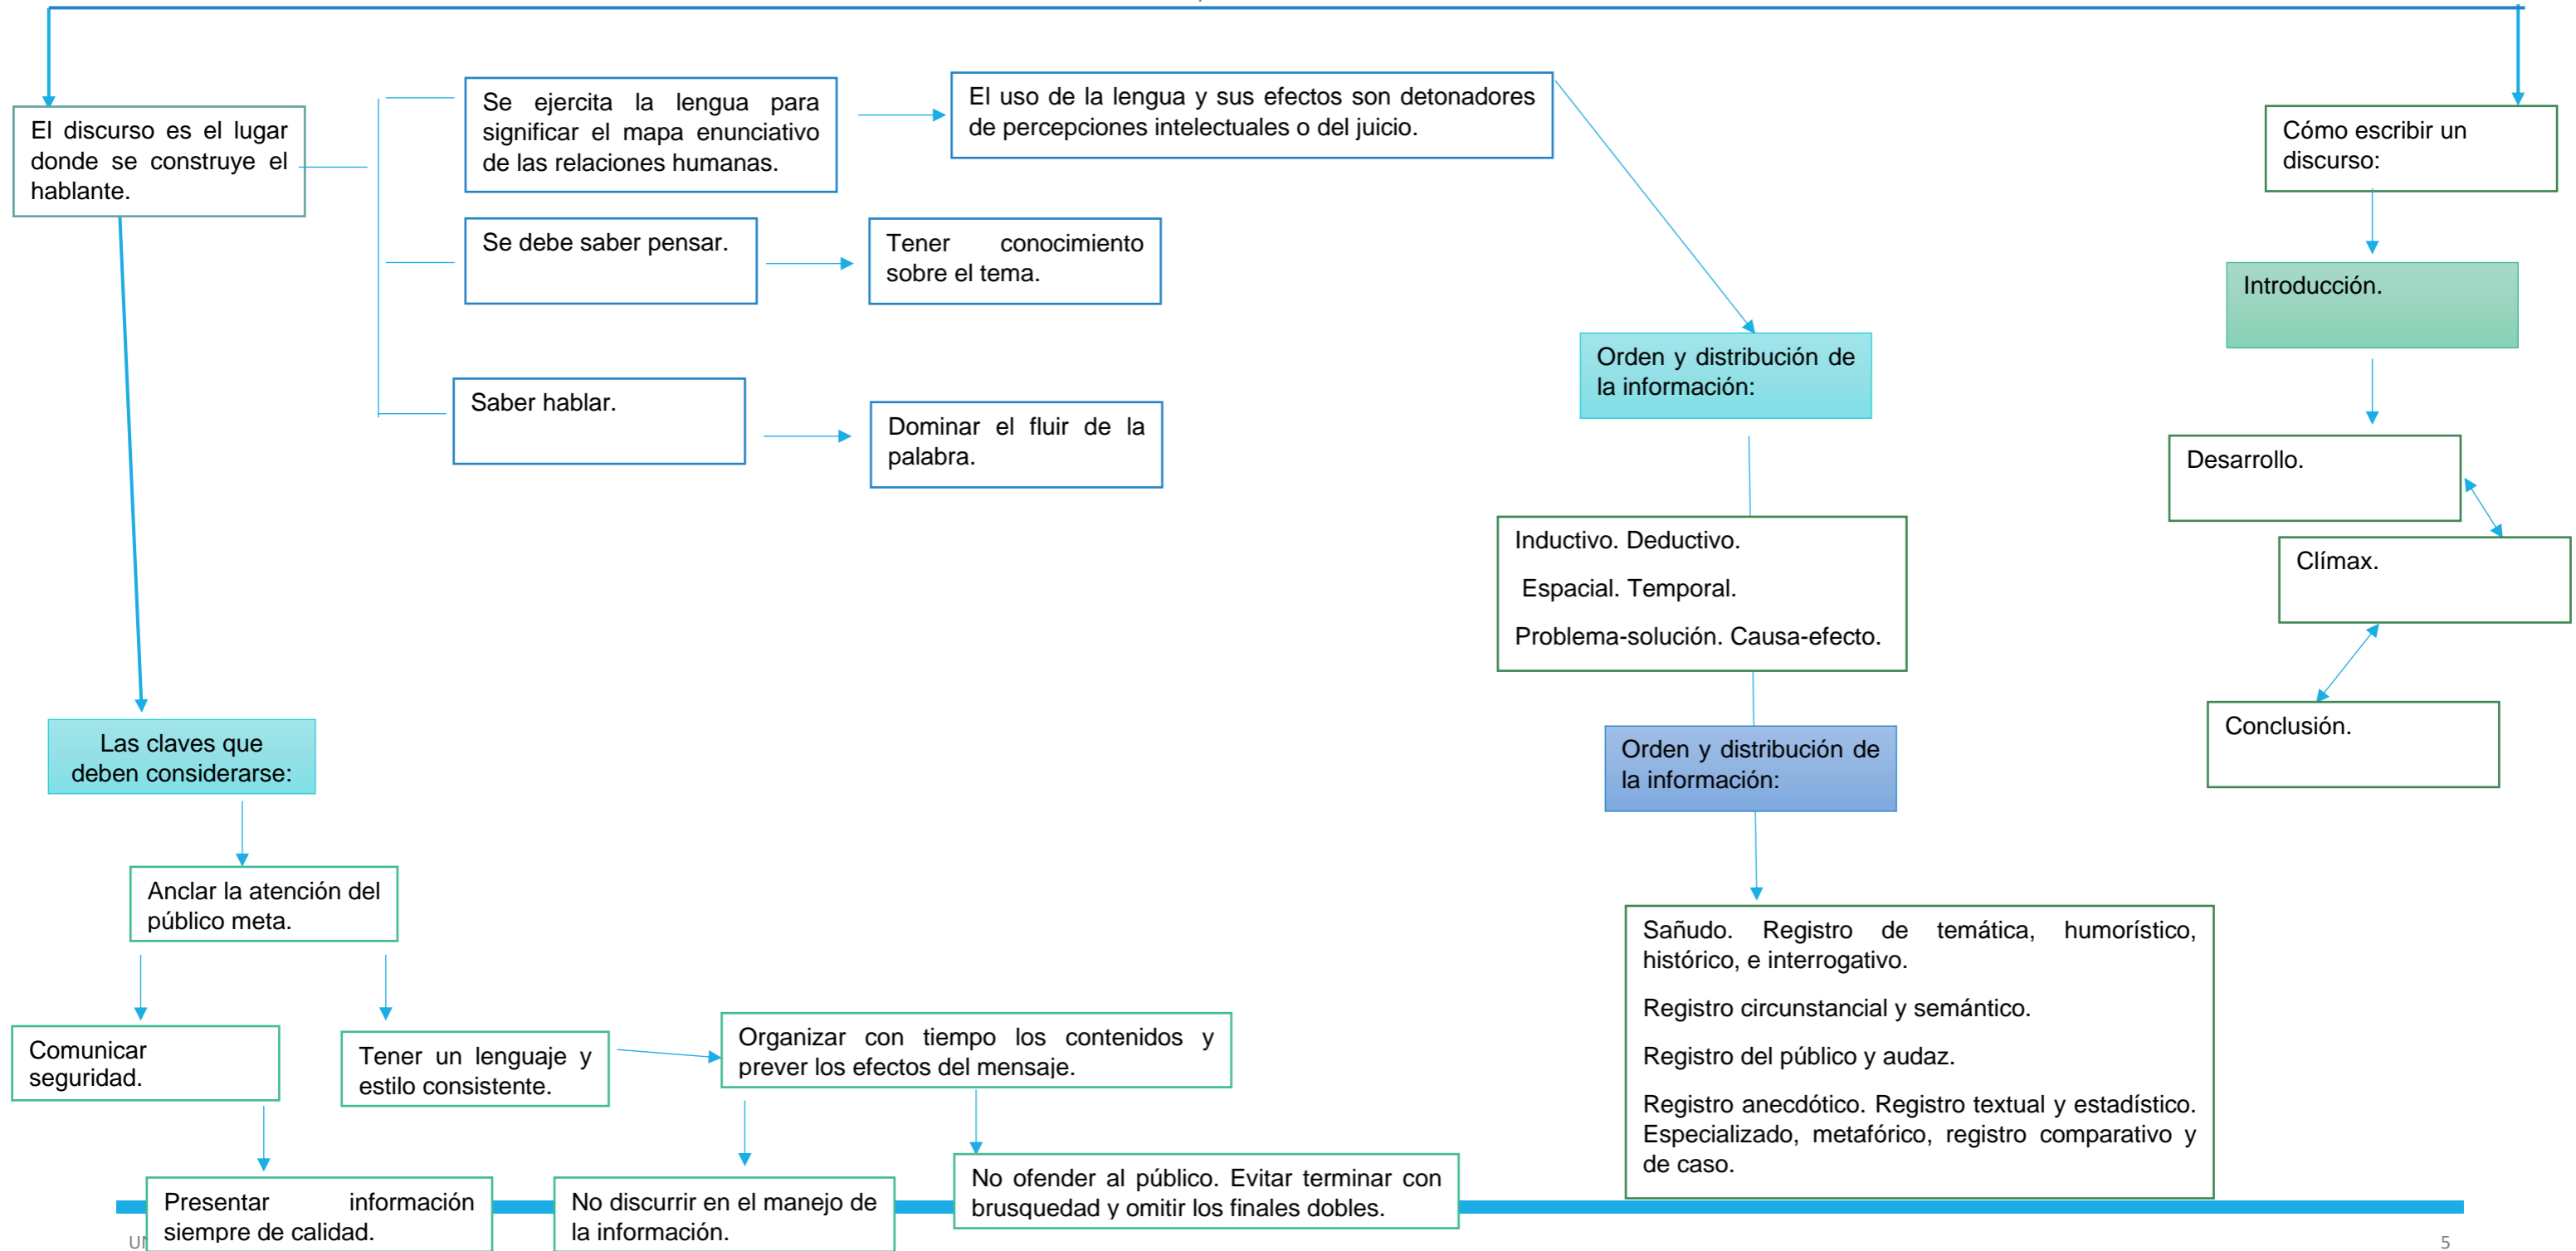 El discurso es el lugar
donde se construye el
hablante.
Se ejercita la lengua para
significar el mapa enunciativo
de las relaciones humanas.
El uso de la lengua y sus efectos son detonadores
de percepciones intelectuales o del juicio.
Se debe saber pensar.
Tener conocimiento
sobre el tema.
Saber hablar.
Dominar el fluir de la
palabra.
Orden y distribución de
la información:
Inductivo. Deductivo.
Espacial. Temporal.
Problema-solución. Causa-efecto.
Orden y distribución de
la información:
Sañudo. Registro de temática, humorístico,
histórico, e interrogativo.
Registro circunstancial y semántico.
Registro del público y audaz.
Registro anecdótico. Registro textual y estadístico.
Especializado, metafórico, registro comparativo y
de caso.
Cómo escribir un
discurso:
Introducción.
Desarrollo.
Clímax.
Conclusión.
Las claves que
deben considerarse:
Anclar la atención del
público meta.
Comunicar
seguridad.
Tener un lenguaje y
estilo consistente.
Organizar con tiempo los contenidos y
prever los efectos del mensaje.
Presentar información
siempre de calidad.
No discurrir en el manejo de
la información.
No ofender al público. Evitar terminar con
brusquedad y omitir los finales dobles.
5